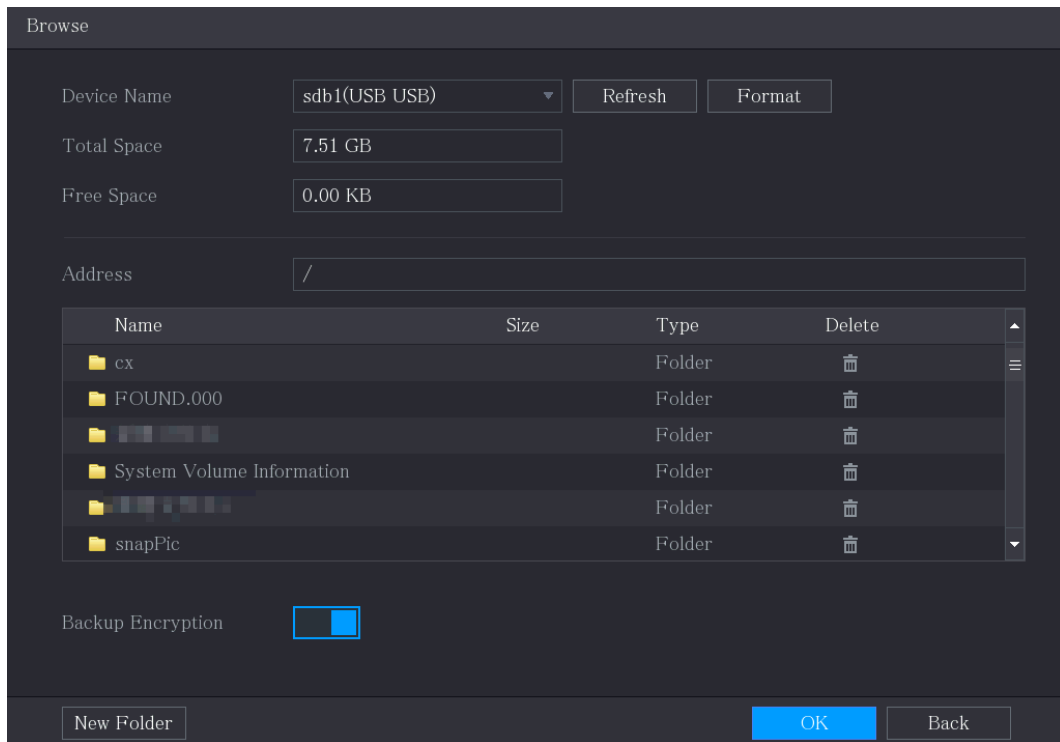 Browse
Device Name sdb1(USB USB) Refresh Format
Total Space 7.51 GB
Free Space 0.00 KB
Address /
Name Size Type Delete
cx Folder
FOUND.000 Folder
Folder
System Volume Information Folder
Folder
snapPic Folder
Backup Encryption
New Folder OK Back